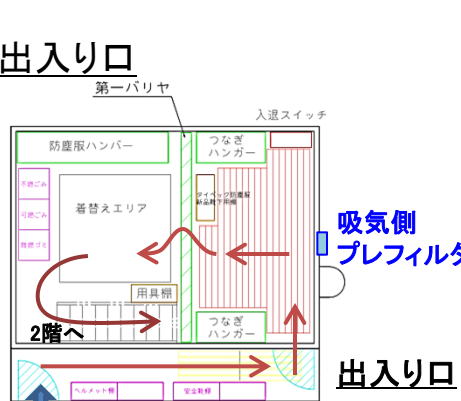 出入り口
第一バリヤ
入退スイッチ
防塵服ハンバー
つなぎ
ハンガー
不燃ごみ
可燃ごみ
着替えエリア
タイベック防塵服
新品靴下用棚
吸気側
プレフィルタ
用具棚
つなぎ
ハンガー
2階へ
出入り口
ヘルメット棚
安全靴棚